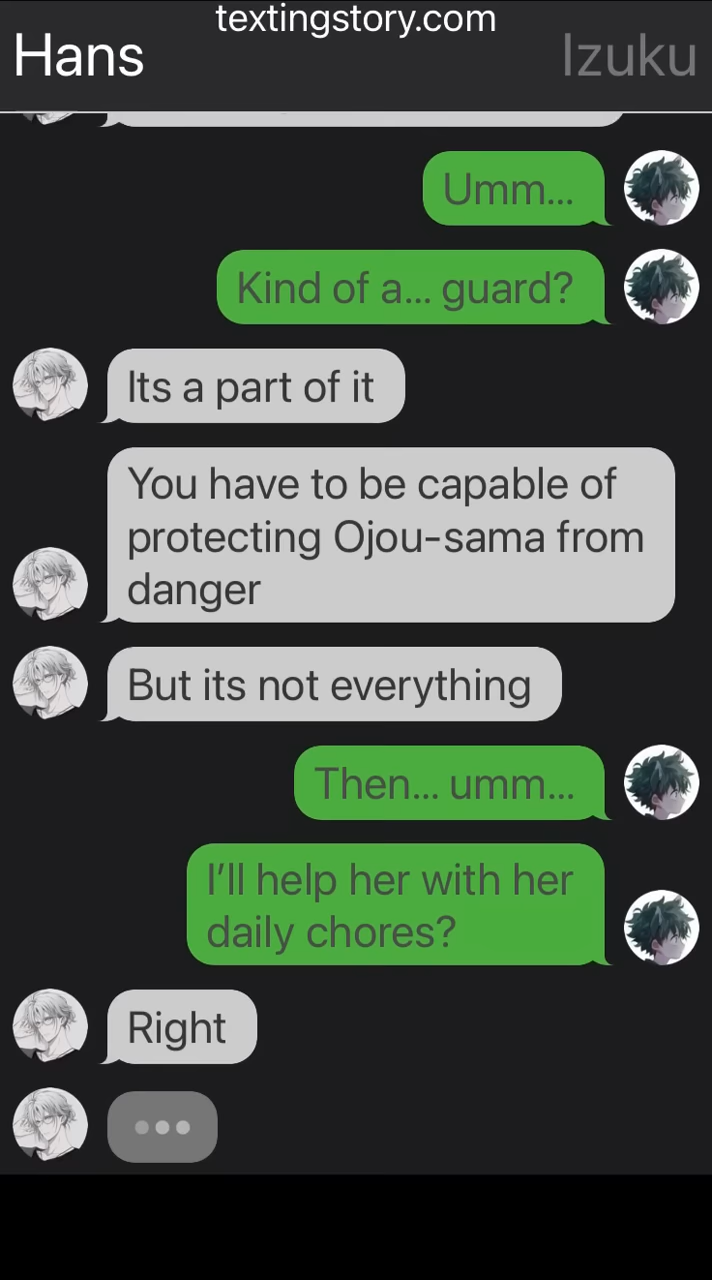 textingstory.com
Hans
Izuku
Umm...
Kind of a... guard?
Its a part of it
You have to be capable of
protecting Ojou-sama from
danger
But its not everything
Then... umm...
I’ll help her with her
daily chores?
Right